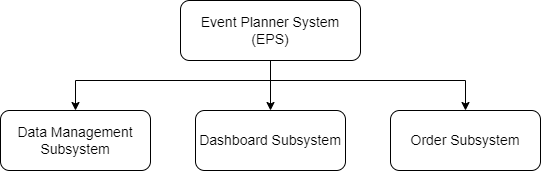 Event Planner System
(EPS)
Data Management
Subsystem
Dashboard Subsystem
Order Subsystem